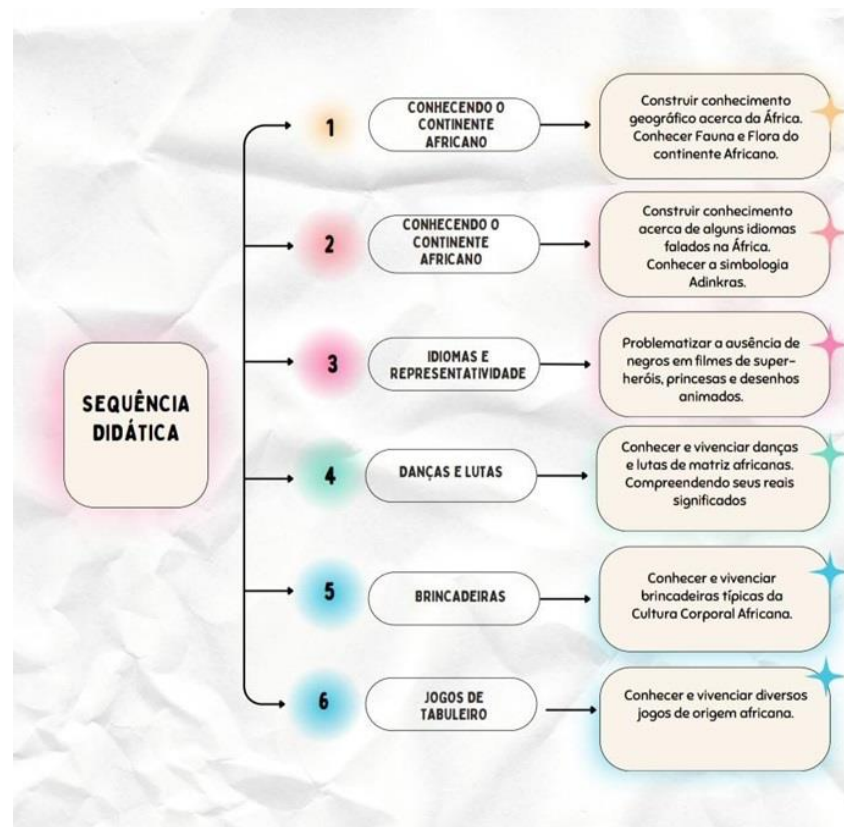 SEQUÊNCIA
DIDÁTICA
1
CONHECENDO O
CONTINENTE
AFRICANO
Construir conhecimento
geográfico acerca da África.
Conhecer Fauna e Flora do
continente Africano.
2
CONHECENDO O
CONTINENTE
AFRICANO
Construir conhecimento
acerca de alguns idiomas
falados na África.
Conhecer a simbologia
Adinkras.
3
IDIOMAS E
REPRESENTATIVIDADE
Problematizar a ausência de
negros em filmes de super-
heróis, princesas e desenhos
animados.
4
DANÇAS E LUTAS
Conhecer e vivenciar danças
e lutas de matriz africanas.
Compreendendo seus reais
significados
5
BRINCADEIRAS
Conhecer e vivenciar
brincadeiras típicas da
Cultura Corporal Africana.
6
JOGOS DE
TABULEIRO
Conhecer e vivenciar diversos
jogos de origem africana.